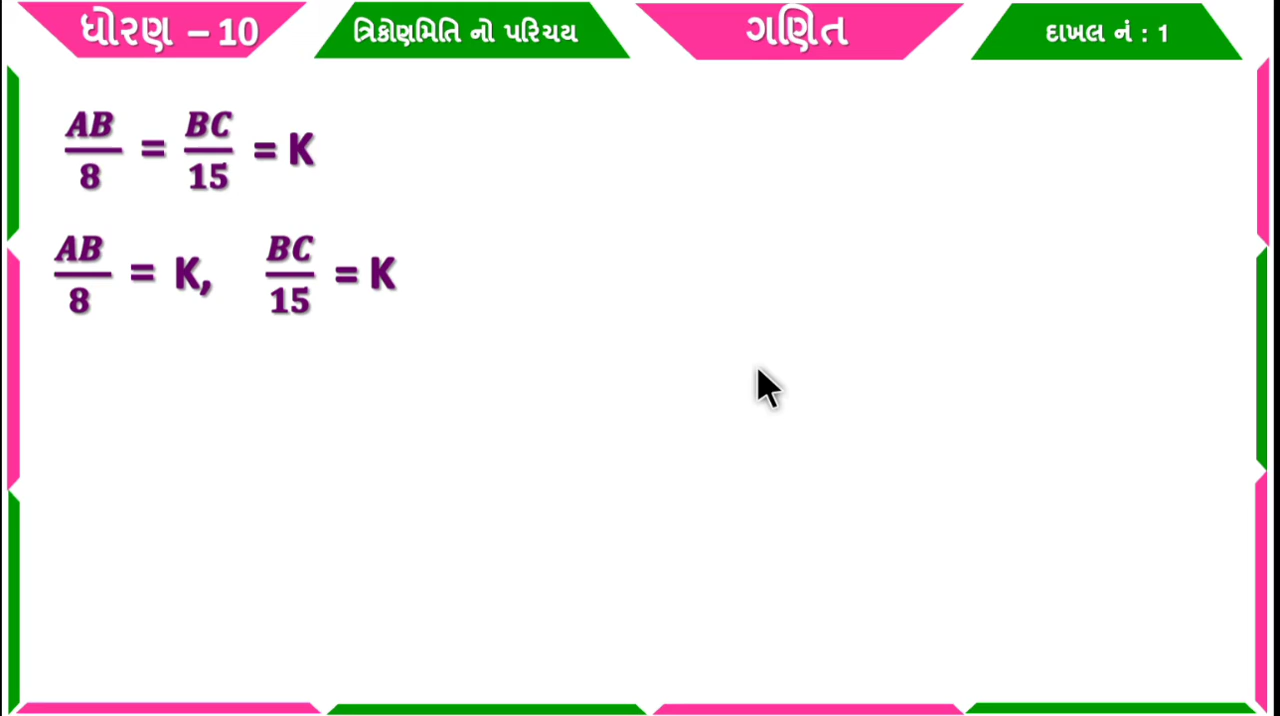 ધોરણ – 10 ત્રિકોણમિતિ નો પરિચય ગણિત દાખલ નં : 1
AB/8 = BC/15 = K
AB/8 = K, BC/15 = K